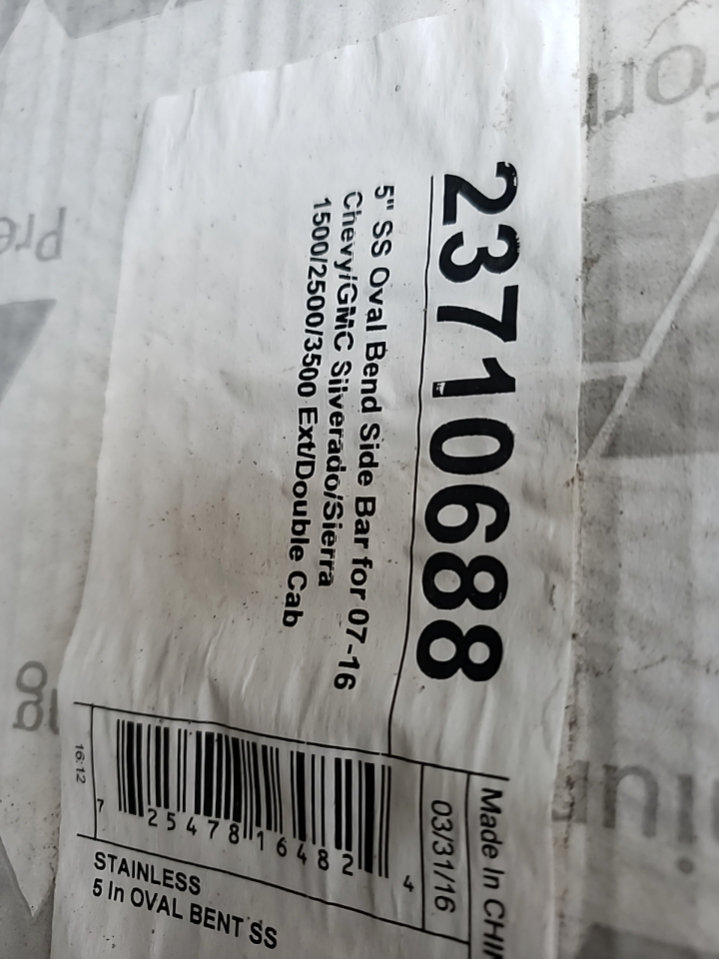 23710688
5" SS Oval Bend Side Bar for 07-16
Chevy/GMC Silverado/Sierra
1500/2500/3500 Ext/Double Cab
Made In
03/31/16
7 25478 16482 4
16:12
STAINLESS
5 In OVAL BENT SS